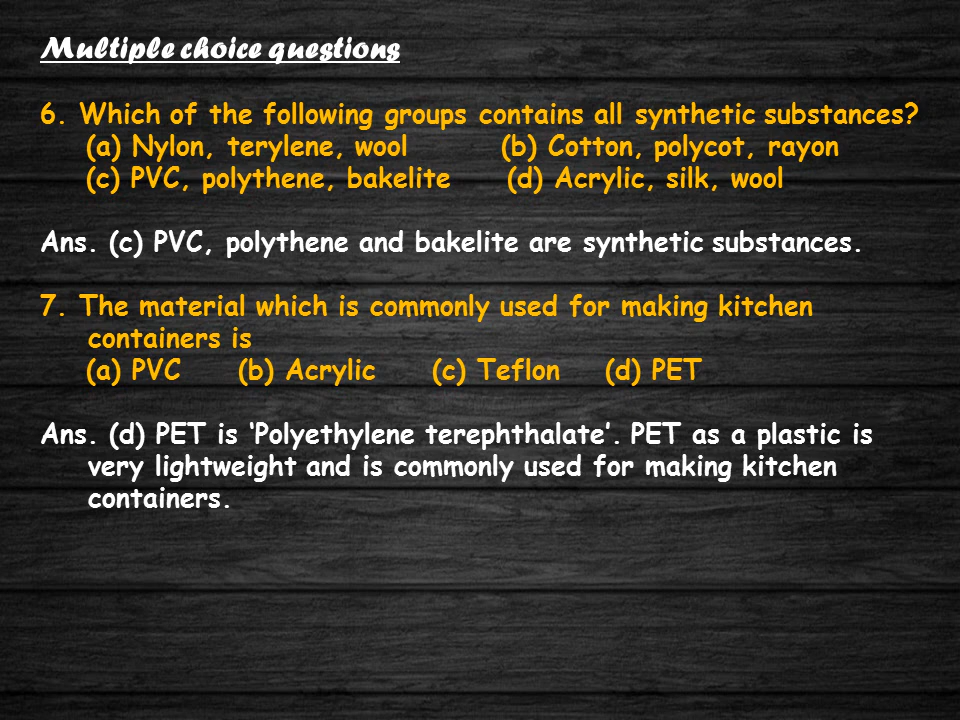 Multiple choice questions
6. Which of the following groups contains all synthetic substances?
(a) Nylon, terylene, wool (b) Cotton, polycot, rayon
(c) PVC, polythene, bakelite (d) Acrylic, silk, wool
Ans. (c) PVC, polythene and bakelite are synthetic substances.
7. The material which is commonly used for making kitchen
containers is
(a) PVC (b) Acrylic (c) Teflon (d) PET
Ans. (d) PET is ‘Polyethylene terephthalate’. PET as a plastic is
very lightweight and is commonly used for making kitchen
containers.